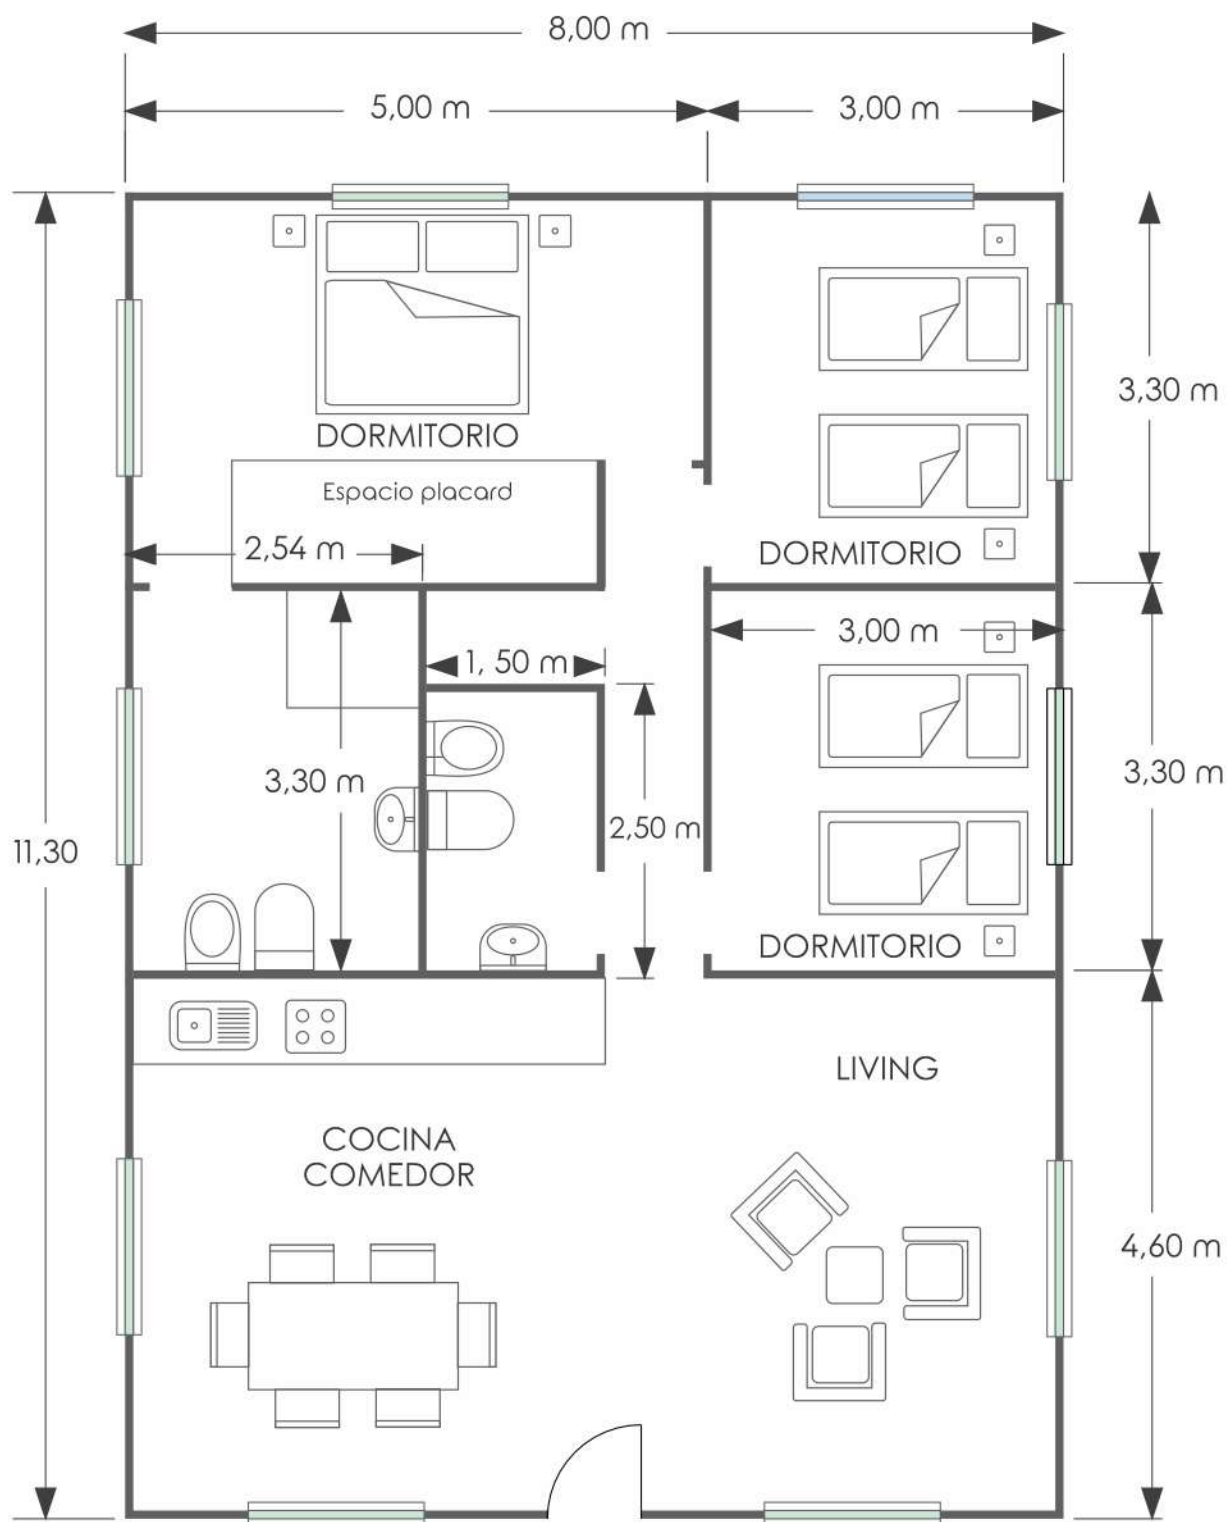 8,00 m
5,00 m
3,00 m
3,30 m
DORMITORIO
Espacio placard
2,54 m
DORMITORIO
3,00 m
1, 50 m
3,30 m
3,30 m
2,50 m
11,30
DORMITORIO
LIVING
COCINA
COMEDOR
4,60 m